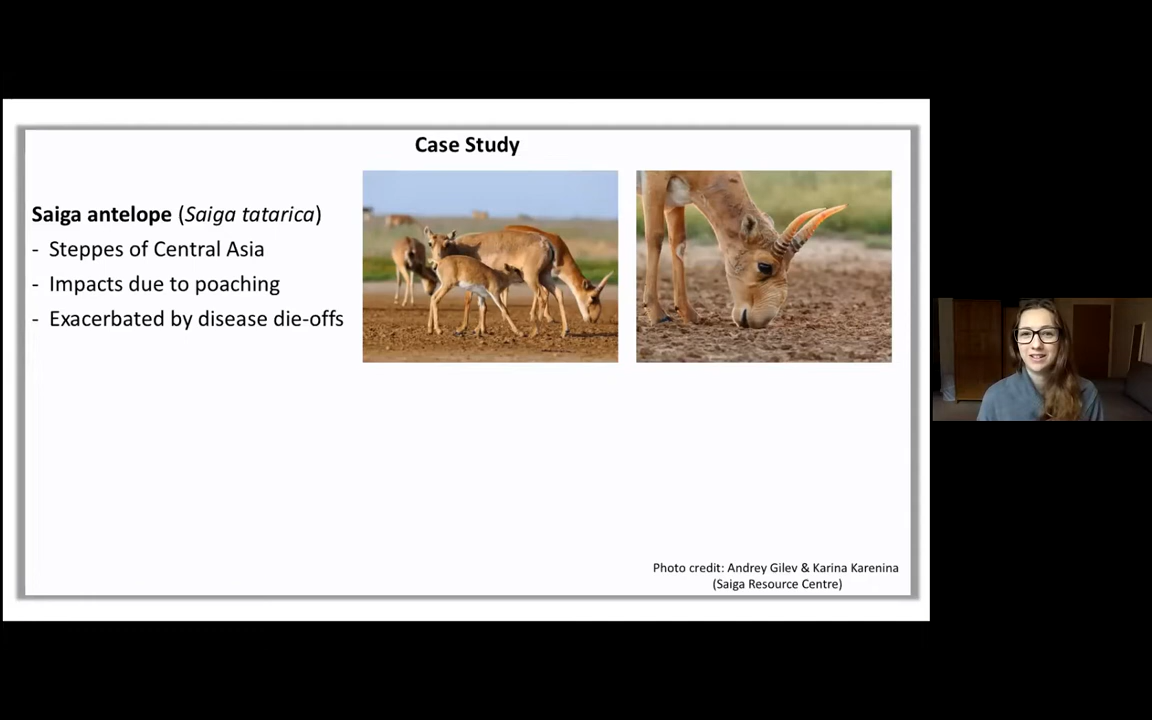 Case Study
Saiga antelope (Saiga tatarica)
- Steppes of Central Asia
- Impacts due to poaching
- Exacerbated by disease die-offs
Photo credit: Andrey Gilev & Karina Karenina
(Saiga Resource Centre)